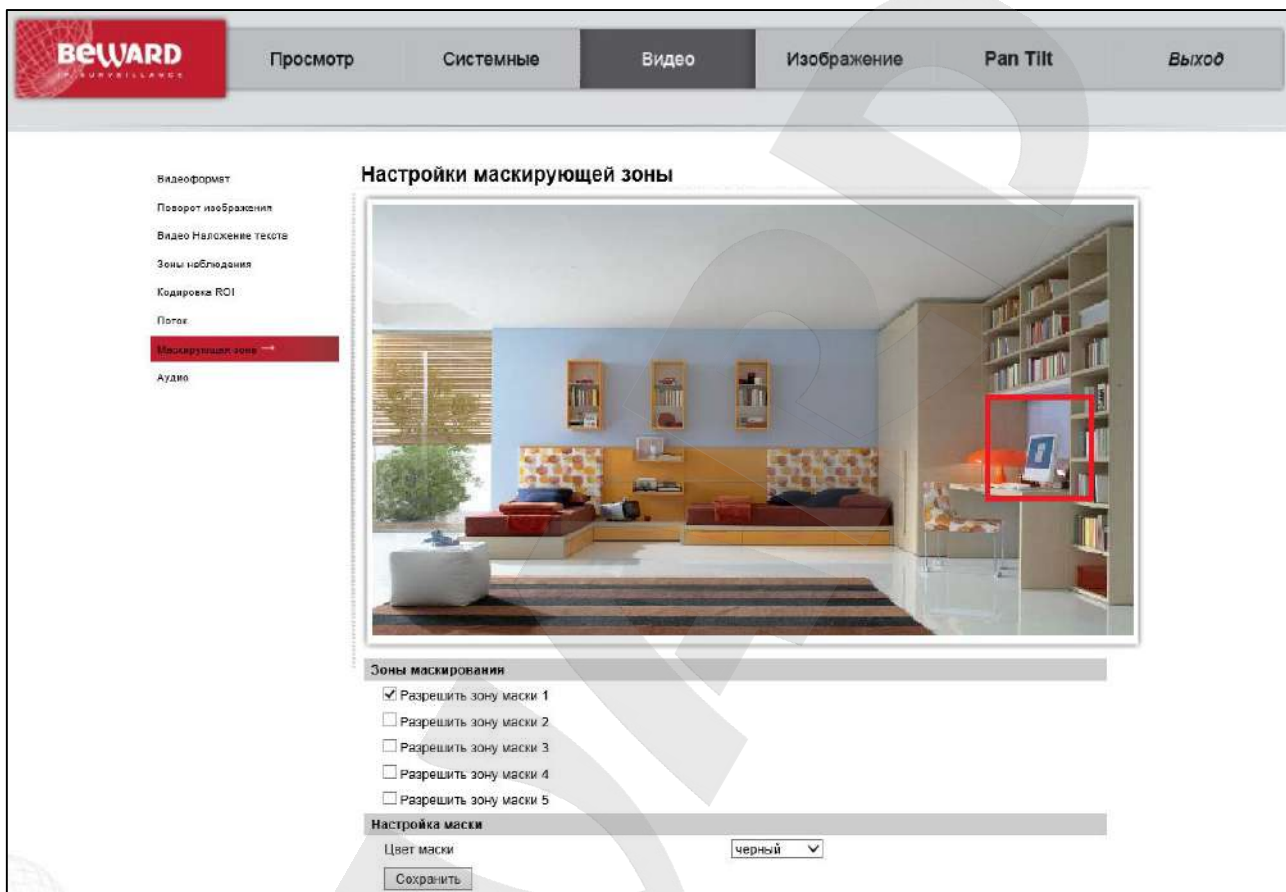 BEWARD
IP SURVEILLANCE
Просмотр
Системные
Видео
Изображение
Pan Tilt
Выход
Видеоформат
Поворот изображения
Видео Наложение текста
Зоны наблюдения
Кодировка ROI
Поток
Маскирующая зона →
Аудио
Настройки маскирующей зоны
Зоны маскирования
Разрешить зону маски 1
Разрешить зону маски 2
Разрешить зону маски 3
Разрешить зону маски 4
Разрешить зону маски 5
Настройка маски
Цвет маски
черный
Сохранить